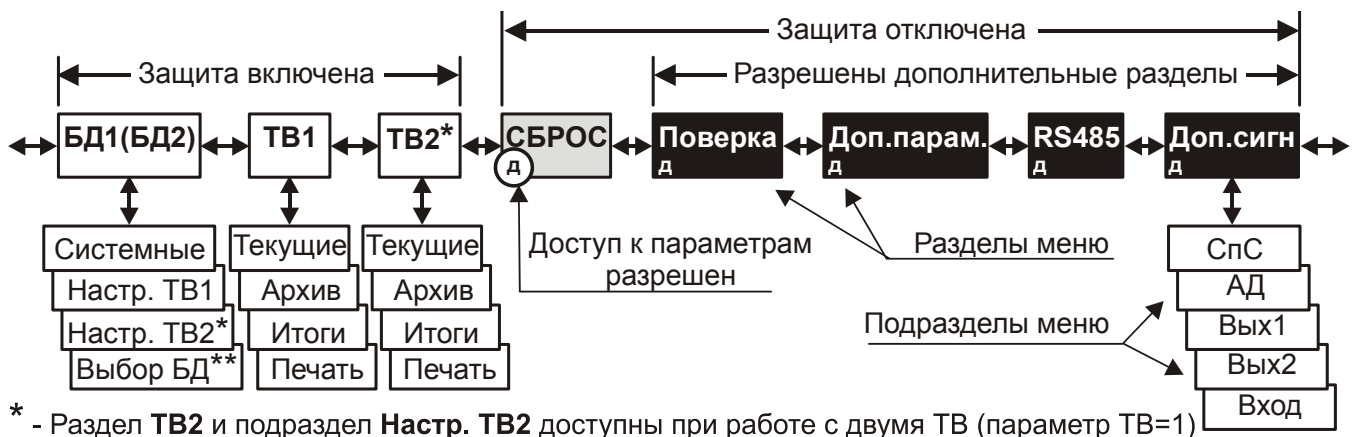 Защита отключена
Защита включена
Разрешены дополнительные разделы
БД1(БД2) ТВ1 ТВ2* СБРОС Поверка Доп.парам. RS485 Доп.сигн
д д д д д
Системные Текущие Текущие Доступ к параметрам Разделы меню СпС
Настр. ТВ1 Архив Архив разрешен АД
Настр. ТВ2* Итоги Итоги Подразделы меню Вых1
Выбор БД** Печать Печать Вых2
Вход
* - Раздел ТВ2 и подраздел Настр. ТВ2 доступны при работе с двумя ТВ (параметр ТВ=1)